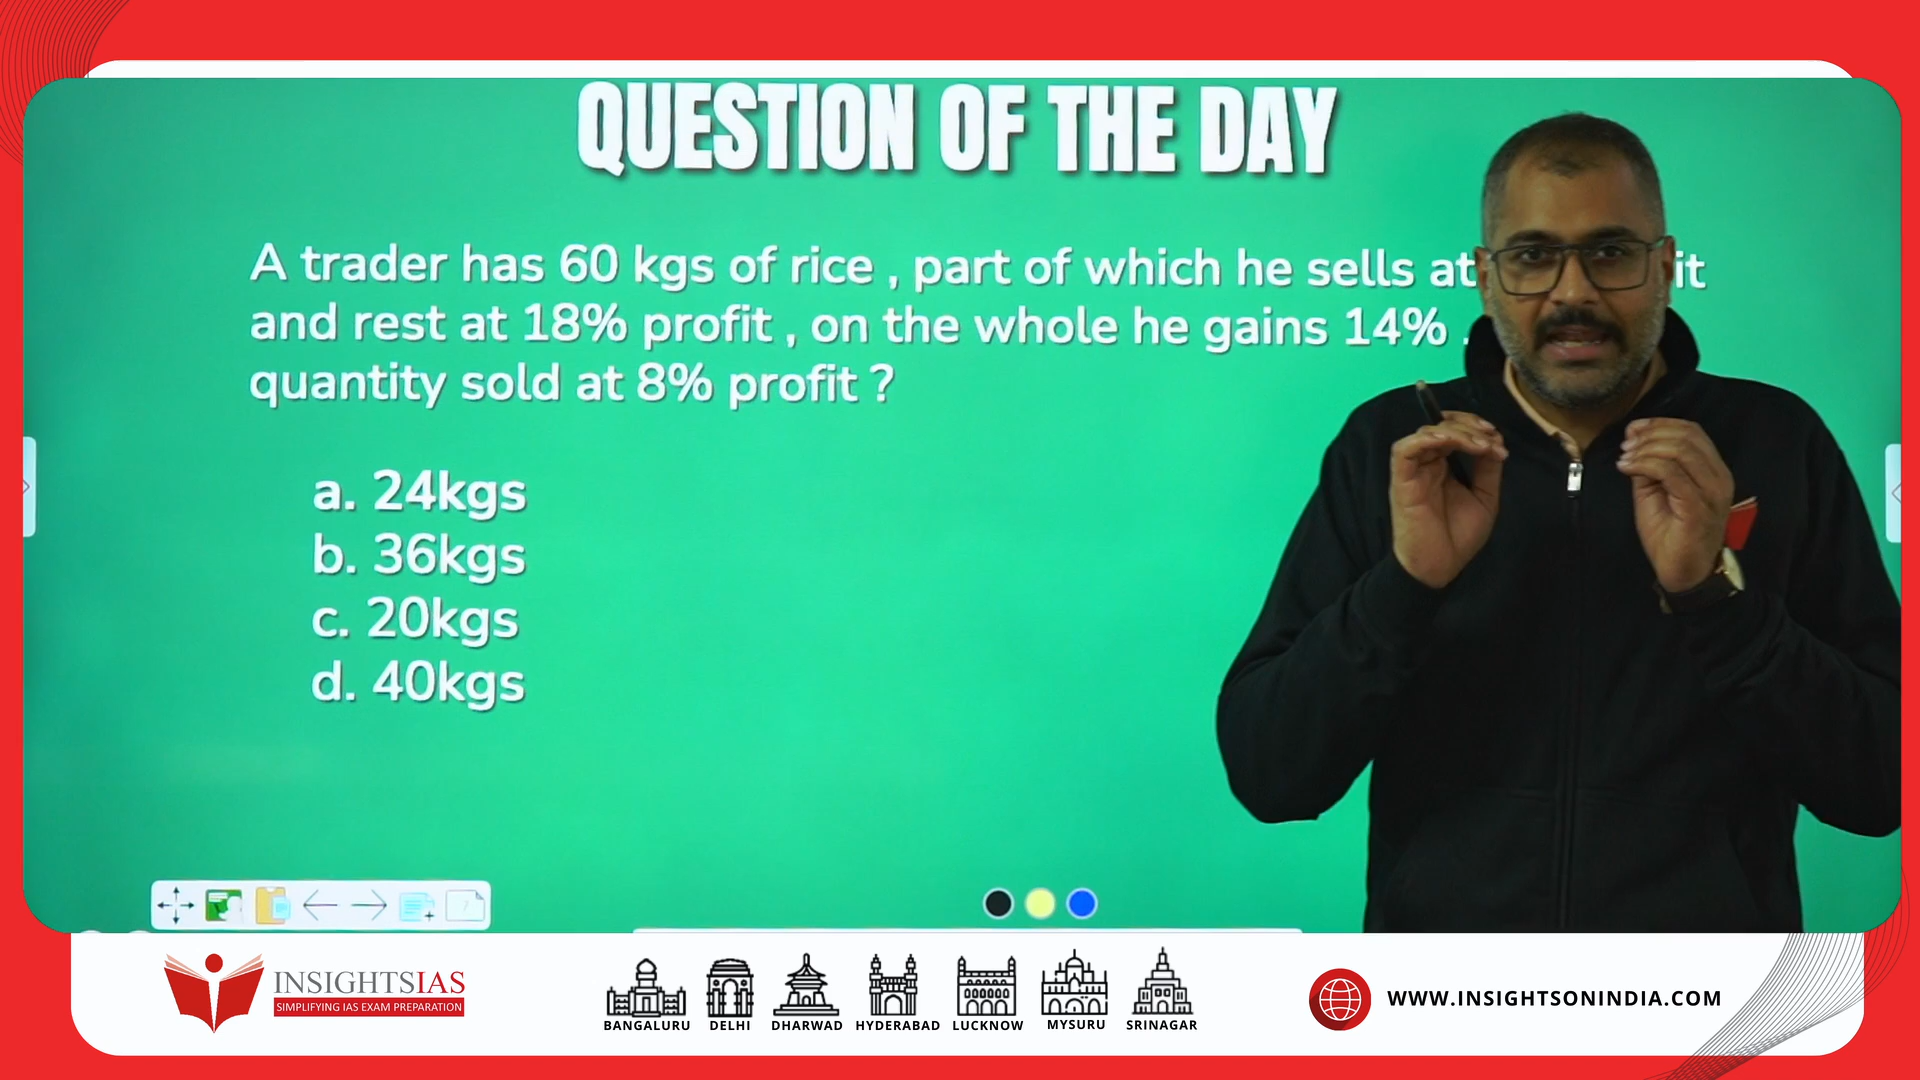 QUESTION OF THE DAY
A trader has 60 kgs of rice , part of which he sells at it
and rest at 18% profit , on the whole he gains 14% .
quantity sold at 8% profit ?
a. 24kgs
b. 36kgs
c. 20kgs
d. 40kgs
INSIGHTSIAS
SIMPLIFYING IAS EXAM PREPARATION
BANGALURU DELHI DHARWAD HYDERABAD LUCKNOW MYSURU SRINAGAR
WWW.INSIGHTSONINDIA.COM